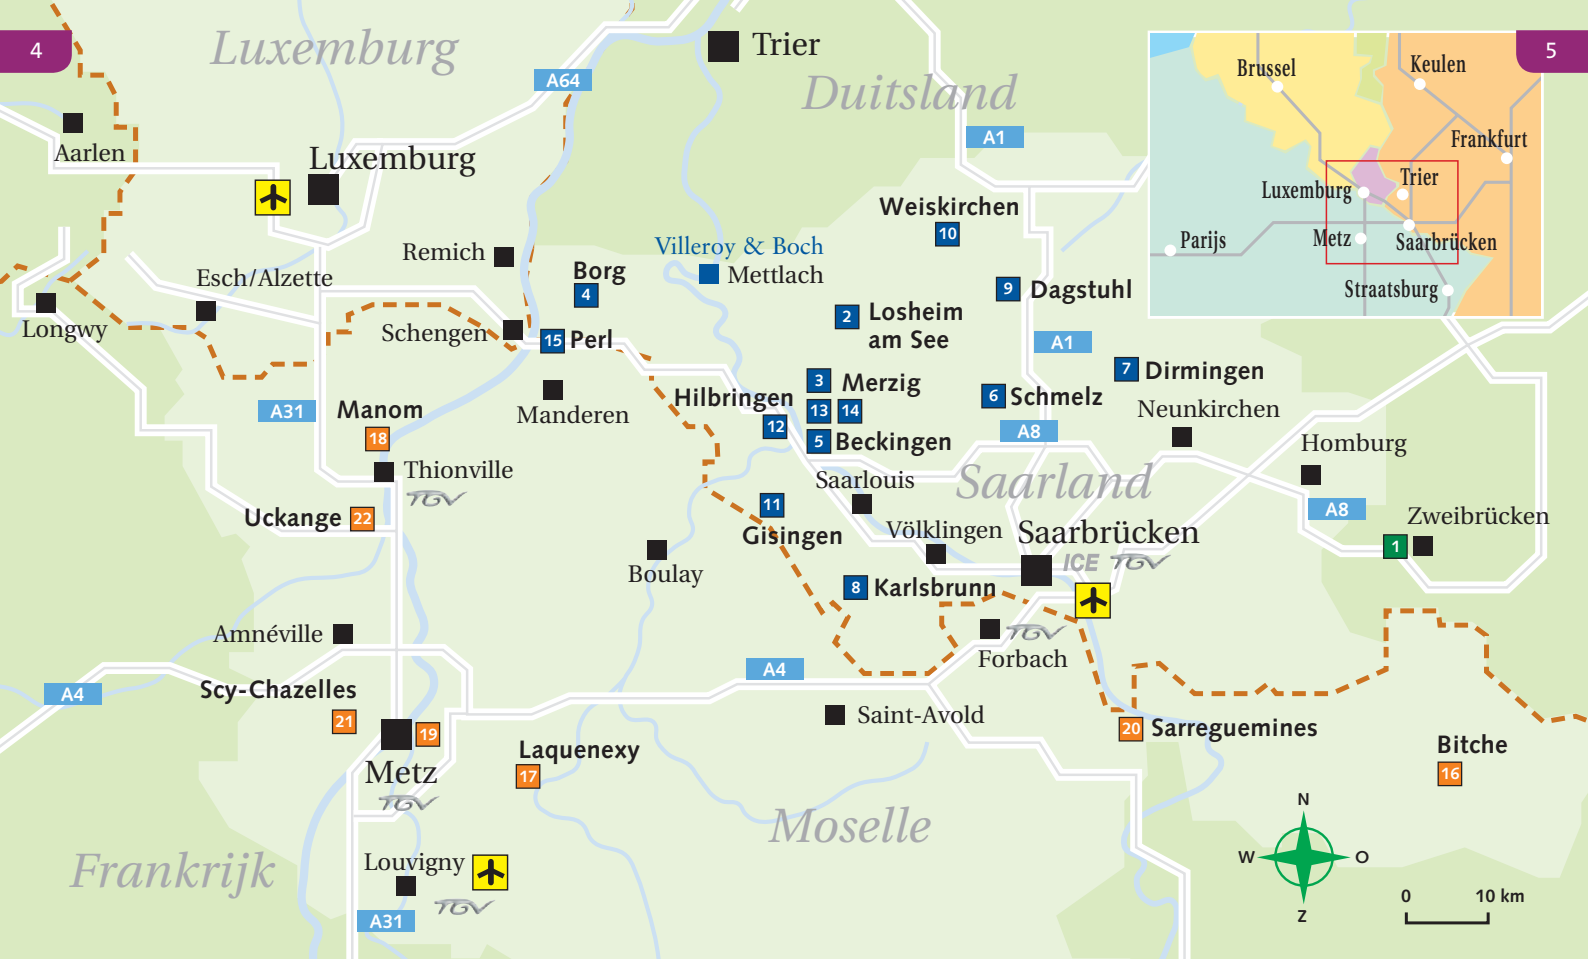 4
5
Luxemburg
Trier
A64
Duitsland
Brussel
Keulen
Frankfurt
Trier
Luxemburg
Metz
Saarbrücken
Parijs
Straatsburg
Aarlen
Luxemburg
A1
Weiskirchen
10
Remich
Villeroy & Boch
Mettlach
Borg
4
Esch/Alzette
9 Dagstuhl
Longwy
Schengen
15 Perl
2 Losheim
am See
A1
3 Merzig
7 Dirmingen
Manderen
Hilbringen
12
13 14
6 Schmelz
Neunkirchen
A31
Manom
18
5 Beckingen
A8
Homburg
Thionville
TGV
Saarlouis
Saarland
11
Gisingen
Uckange 22
Völklingen
Saarbrücken
ICE TGV
A8
Zweibrücken
1
Boulay
8 Karlsbrunn
Amnéville
TGV
Forbach
A4
A4
Scy-Chazelles
21
19
Metz
TGV
Saint-Avold
20 Sarreguemines
Laquenexy
17
Bitche
16
Moselle
Frankrijk
Louvigny
TGV
A31
N
W
O
Z
0 10 km